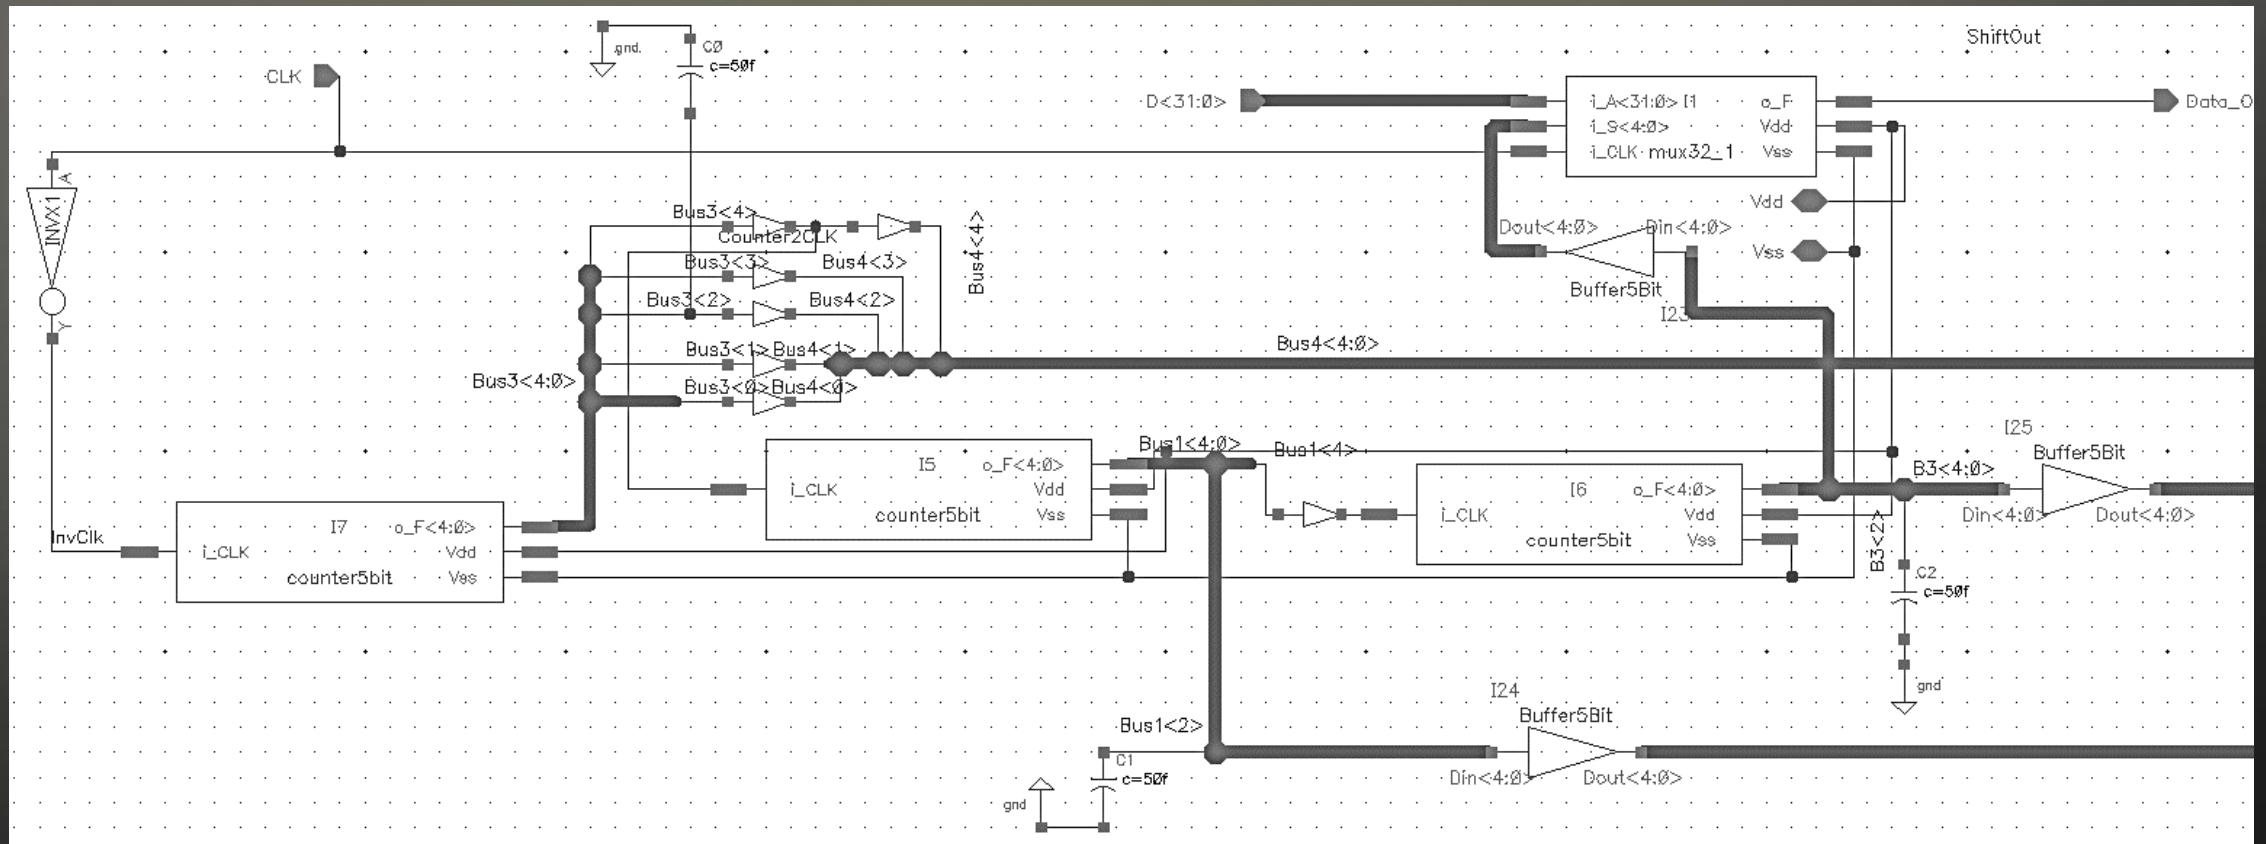 ShiftOut
gnd
C0
c=50f
CLK
D<31:0>
i_A<31:0> I1 o_F
Data_O
i_S<4:0> Vdd
i_CLK mux32_1 Vss
A
INVX1
Y
Vdd
Vss
Bus3<4>
Counter2CLK
Bus4<4>
Dout<4:0> Din<4:0>
Buffer5Bit
I23
Bus3<3> Bus4<3>
Bus3<2> Bus4<2>
Bus3<1> Bus4<1>
Bus4<4:0>
Bus3<4:0>
Bus3<0> Bus4<0>
I25
Buffer5Bit
B3<4:0>
Din<4:0> Dout<4:0>
Bus1<4:0> Bus1<4>
I5 o_F<4:0>
i_CLK Vdd
counter5bit Vss
I6 o_F<4:0>
i_CLK Vdd
counter5bit Vss
B3<2>
InvClk
I7 o_F<4:0>
i_CLK Vdd
counter5bit Vss
C2
c=50f
gnd
I24
Buffer5Bit
Bus1<2>
C1
c=50f
gnd
Din<4:0> Dout<4:0>